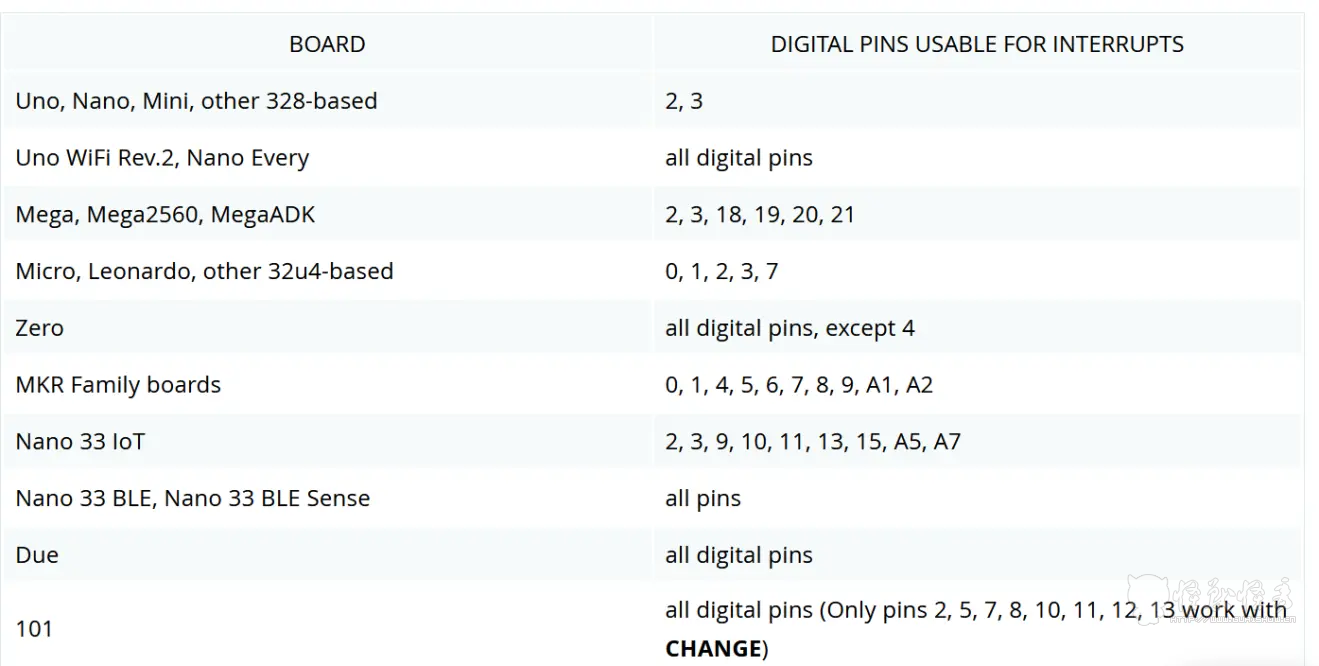 BOARD DIGITAL PINS USABLE FOR INTERRUPTS
Uno, Nano, Mini, other 328-based 2, 3
Uno WiFi Rev.2, Nano Every all digital pins
Mega, Mega2560, MegaADK 2, 3, 18, 19, 20, 21
Micro, Leonardo, other 32u4-based 0, 1, 2, 3, 7
Zero all digital pins, except 4
MKR Family boards 0, 1, 4, 5, 6, 7, 8, 9, A1, A2
Nano 33 IoT 2, 3, 9, 10, 11, 13, 15, A5, A7
Nano 33 BLE, Nano 33 BLE Sense all pins
Due all digital pins
101 all digital pins (Only pins 2, 5, 7, 8, 10, 11, 12, 13 work with
CHANGE)